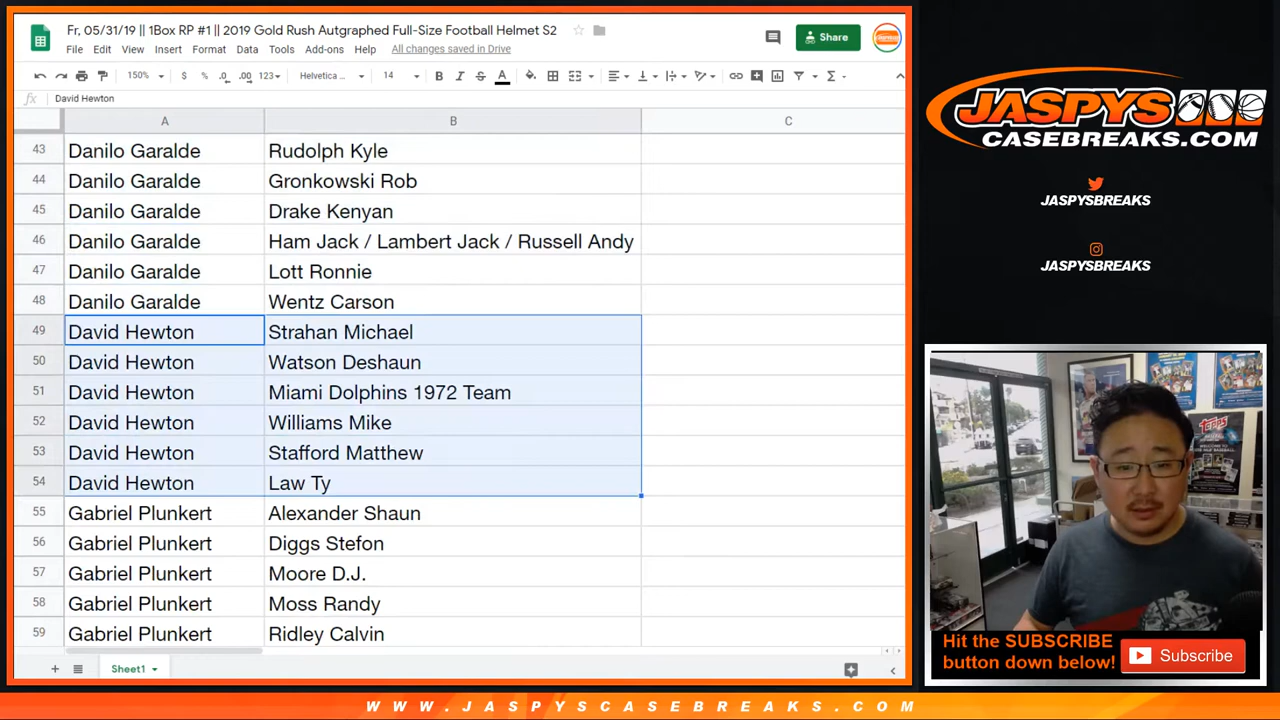 Fr, 05/31/19 || 1Box RP #1 || 2019 Gold Rush Autgraphed Full-Size Football Helmet S2
File Edit View Insert Format Data Tools Add-ons Help All changes saved in Drive
Share
150% $ % .0 .00 123 Helvetica ... 14 B I S A
fx David Hewton
A B C
43 Danilo Garalde Rudolph Kyle
44 Danilo Garalde Gronkowski Rob
45 Danilo Garalde Drake Kenyan
46 Danilo Garalde Ham Jack / Lambert Jack / Russell Andy
47 Danilo Garalde Lott Ronnie
48 Danilo Garalde Wentz Carson
49 David Hewton Strahan Michael
50 David Hewton Watson Deshaun
51 David Hewton Miami Dolphins 1972 Team
52 David Hewton Williams Mike
53 David Hewton Stafford Matthew
54 David Hewton Law Ty
55 Gabriel Plunkert Alexander Shaun
56 Gabriel Plunkert Diggs Stefon
57 Gabriel Plunkert Moore D.J.
58 Gabriel Plunkert Moss Randy
59 Gabriel Plunkert Ridley Calvin
Sheet1
JASPYS
CASEBREAKS.COM
JASPYSBREAKS
JASPYSBREAKS
TOPPS
Hit the SUBSCRIBE
button down below!
Subscribe
WWW.JASPYSCASEBREAKS.COM